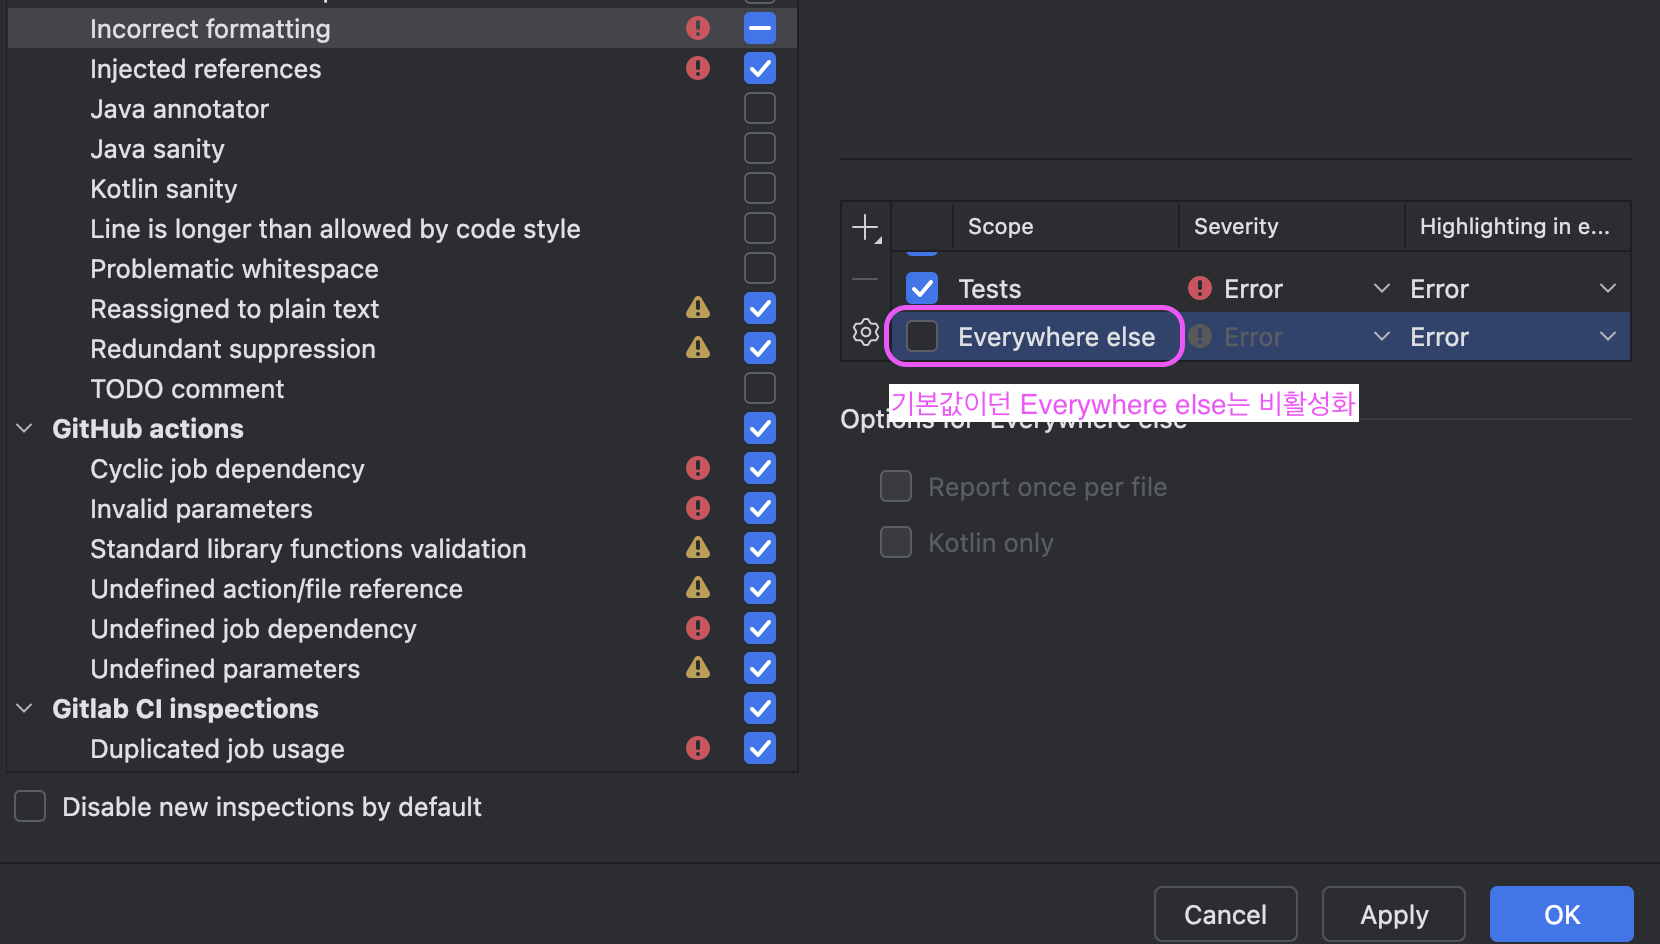 Incorrect formatting
Injected references
Java annotator
Java sanity
Kotlin sanity
Line is longer than allowed by code style
Problematic whitespace
Reassigned to plain text
Redundant suppression
TODO comment
GitHub actions
Cyclic job dependency
Invalid parameters
Standard library functions validation
Undefined action/file reference
Undefined job dependency
Undefined parameters
Gitlab CI inspections
Duplicated job usage
Disable new inspections by default
Scope Severity Highlighting in e...
Tests Error Error
Everywhere else Error Error
기본값이던 Everywhere else는 비활성화
Options for "Everywhere else"
Report once per file
Kotlin only
Cancel Apply OK